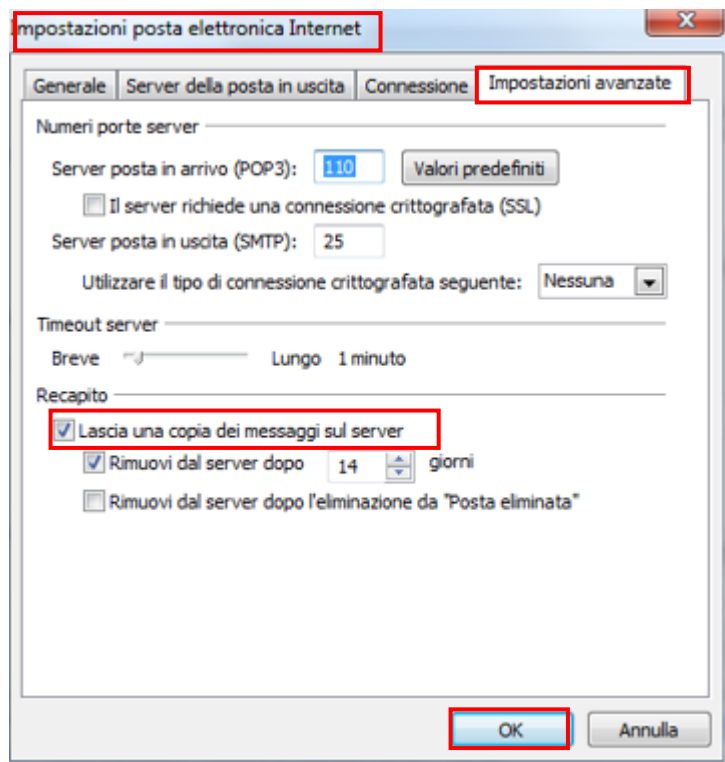 Impostazioni posta elettronica Internet
Generale Server della posta in uscita Connessione Impostazioni avanzate
Numeri porte server
Server posta in arrivo (POP3): 110 Valori predefiniti
Il server richiede una connessione crittografata (SSL)
Server posta in uscita (SMTP): 25
Utilizzare il tipo di connessione crittografata seguente: Nessuna
Timeout server
Breve Lungo 1 minuto
Recapito
Lascia una copia dei messaggi sul server
Rimuovi dal server dopo 14 giorni
Rimuovi dal server dopo l'eliminazione da "Posta eliminata"
OK Annulla